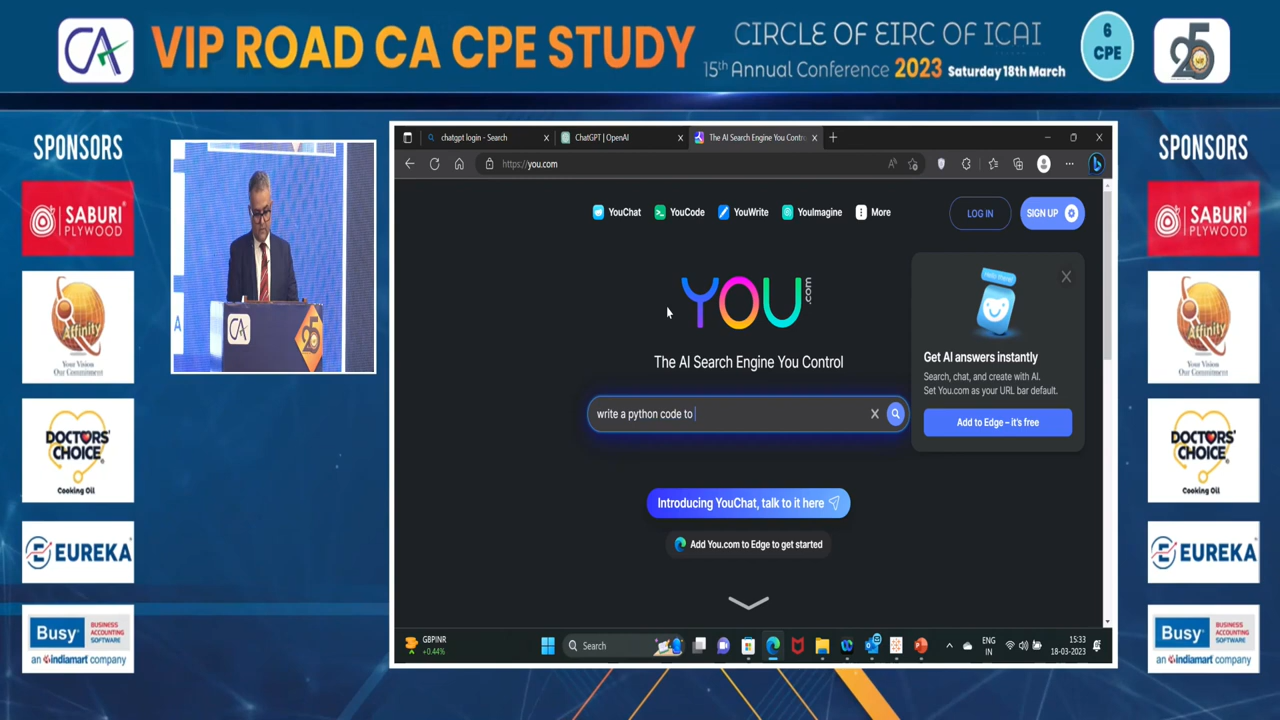 CA
VIP ROAD CA CPE STUDY
CIRCLE OF EIRC OF ICAI
15th Annual Conference 2023 Saturday 18th March
6
CPE
25
SPONSORS
SABURI
PLYWOOD
Affinity
Your Vision
Our Commitment
DOCTORS'
CHOICE
Cooking Oil
EUREKA
Busy
BUSINESS
ACCOUNTING
SOFTWARE
an indiamart company
CA
25
chatgpt login - Search
ChatGPT | OpenAI
The AI Search Engine You Contro
https://you.com
YouChat
YouCode
YouWrite
YouImagine
More
LOG IN
SIGN UP
YOU.com
The AI Search Engine You Control
write a python code to
Introducing YouChat, talk to it here
Add You.com to Edge to get started
Get AI answers instantly
Search, chat, and create with AI.
Set You.com as your URL bar default.
Add to Edge – it's free
GBPINR
+0.44%
Search
ENG
IN
15:33
18-03-2023
SPONSORS
SABURI
PLYWOOD
Affinity
Your Vision
Our Commitment
DOCTORS'
CHOICE
Cooking Oil
EUREKA
Busy
BUSINESS
ACCOUNTING
SOFTWARE
an indiamart company